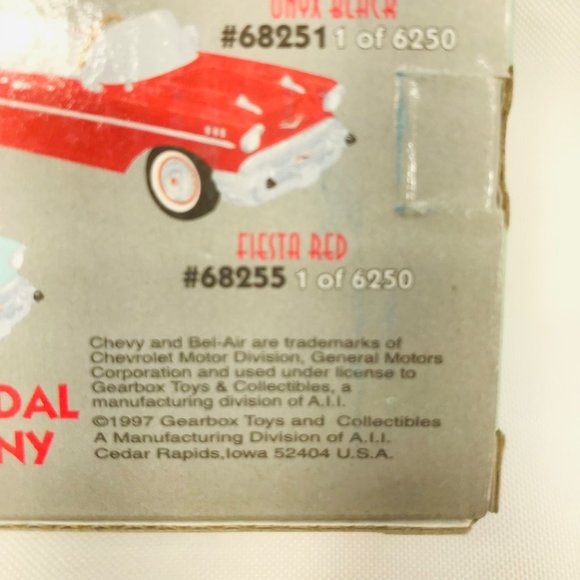 ONYX BLACK
#68251 1 of 6250
FIESTA RED
#68255 1 of 6250
Chevy and Bel-Air are trademarks of
Chevrolet Motor Division, General Motors
Corporation and used under license to
Gearbox Toys & Collectibles, a
manufacturing division of A.I.I.
©1997 Gearbox Toys and Collectibles
A Manufacturing Division of A.I.I.
Cedar Rapids,Iowa 52404 U.S.A.
DAL
NY